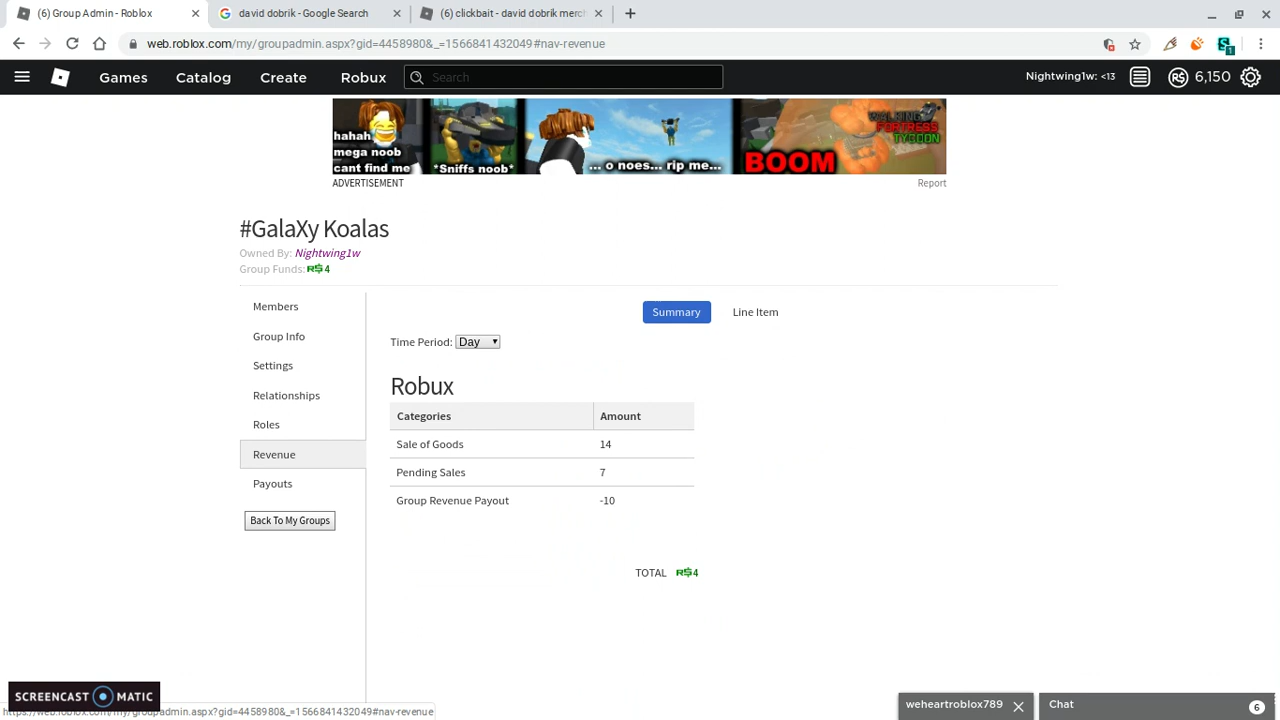 (6) Group Admin - Roblox
david dobrik - Google Search
(6) clickbait - david dobrik merch
web.roblox.com/my/groupadmin.aspx?gid=4458980&_=1566841432049#nav-revenue
1
Games
Catalog
Create
Robux
Search
Nightwing1w: <13
R$
6,150
hahah
mega noob
cant find me
*Sniffs noob*
... o noes... rip me...
BOOM
WALKING
FORTRESS
TYCOON
ADVERTISEMENT
Report
#GalaXy Koalas
Owned By: Nightwing1w
Group Funds: R$ 4
Members
Group Info
Settings
Relationships
Roles
Revenue
Payouts
Back To My Groups
Summary
Line Item
Time Period: Day
Robux
Categories Amount
Sale of Goods 14
Pending Sales 7
Group Revenue Payout -10
TOTAL R$ 4
SCREENCAST MATIC
https://web.roblox.com/my/groupadmin.aspx?gid=4458980&_=1566841432049#nav-revenue
weheartroblox789
Chat
6